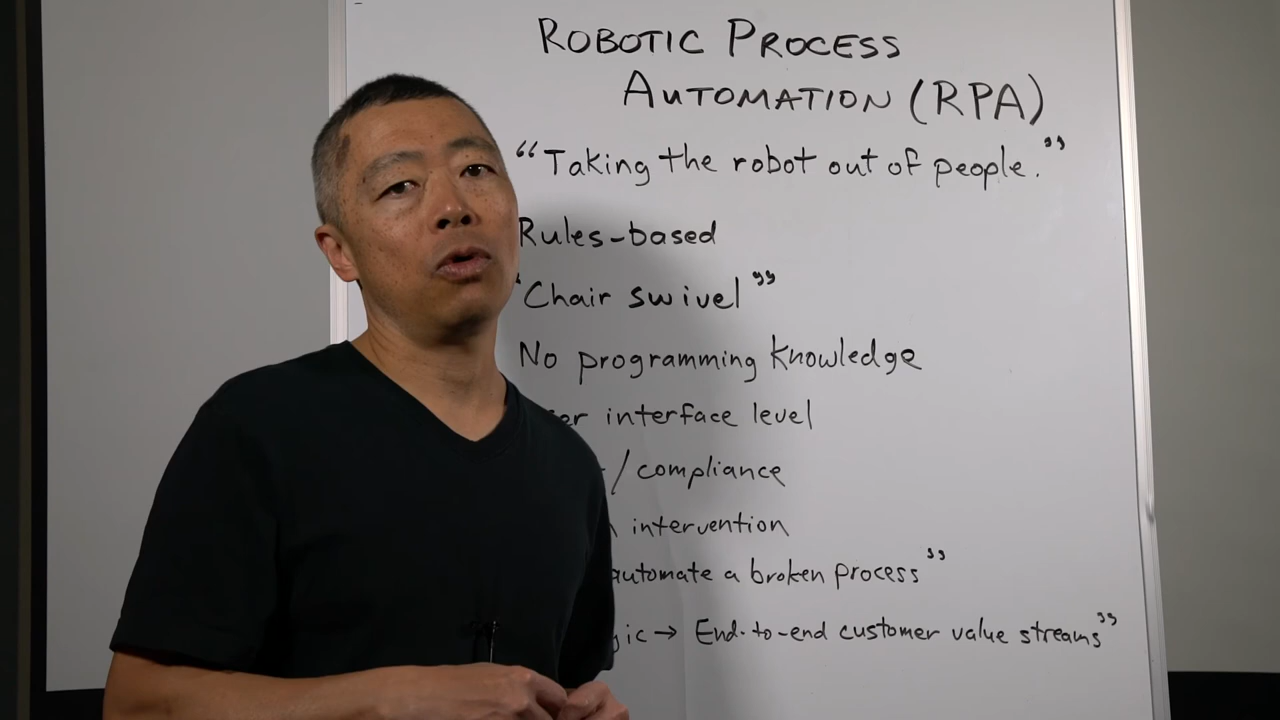 ROBOTIC PROCESS
AUTOMATION (RPA)
“Taking the robot out of people.”
Rules-based
“Chair swivel”
No programming knowledge
interface level
/compliance
intervention
automate a broken process”
→ End-to-end customer value streams”